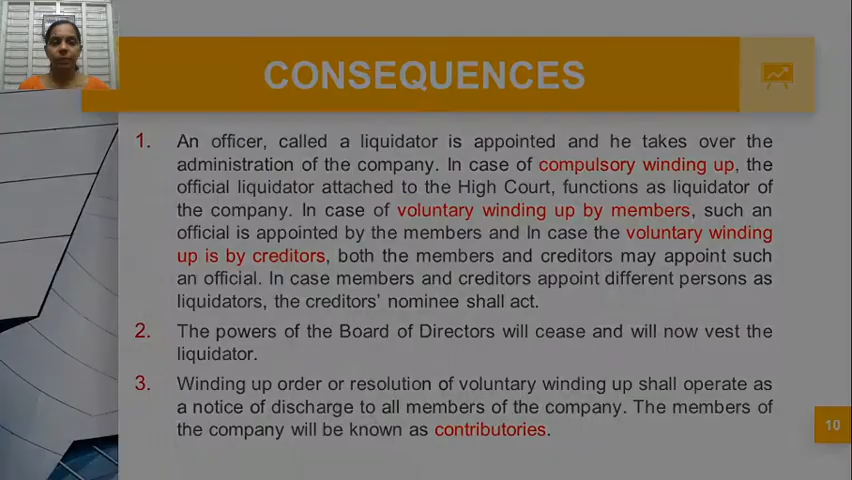 CONSEQUENCES
1. An officer, called a liquidator is appointed and he takes over the
administration of the company. In case of compulsory winding up, the
official liquidator attached to the High Court, functions as liquidator of
the company. In case of voluntary winding up by members, such an
official is appointed by the members and In case the voluntary winding
up is by creditors, both the members and creditors may appoint such
an official. In case members and creditors appoint different persons as
liquidators, the creditors’ nominee shall act.
2. The powers of the Board of Directors will cease and will now vest the
liquidator.
3. Winding up order or resolution of voluntary winding up shall operate as
a notice of discharge to all members of the company. The members of
the company will be known as contributories.
10